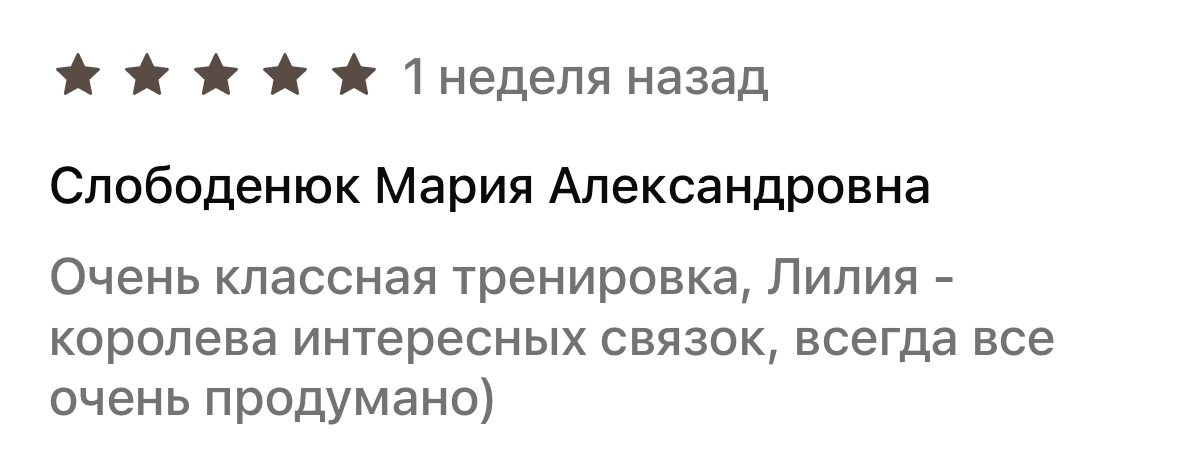 1 неделя назад
Слободенюк Мария Александровна
Очень классная тренировка, Лилия -
королева интересных связок, всегда все
очень продумано)